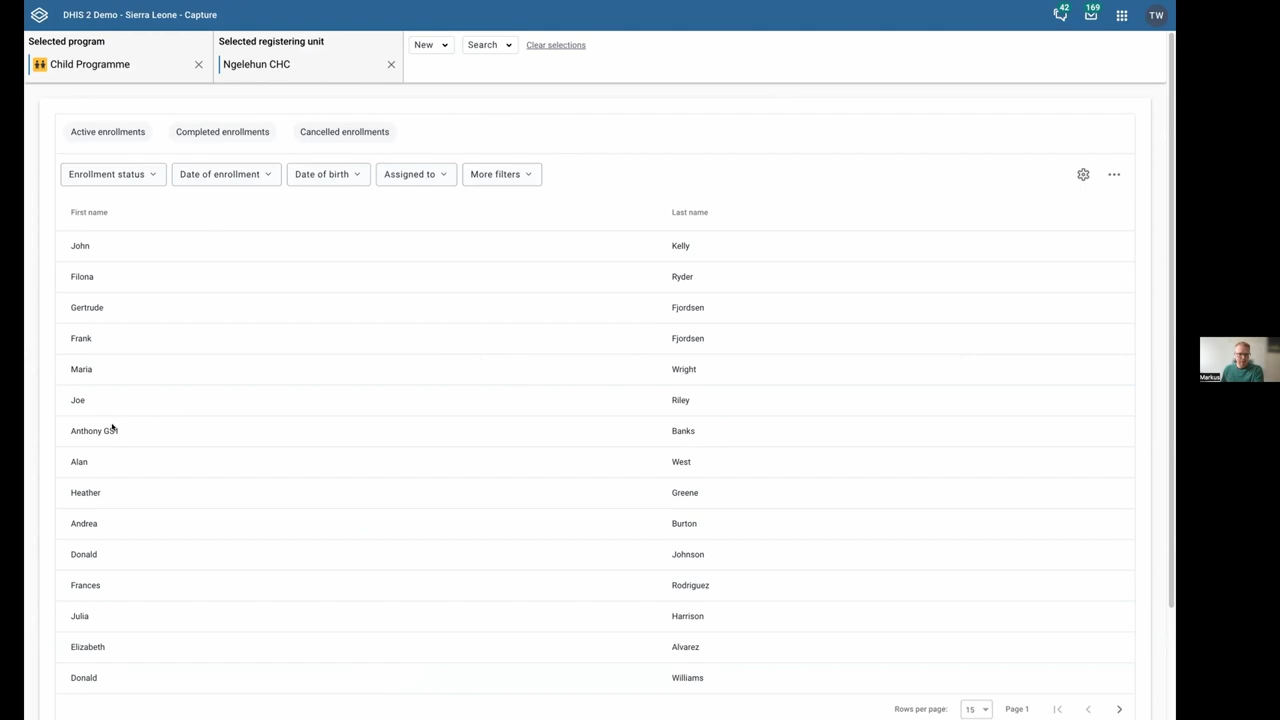 DHIS 2 Demo - Sierra Leone - Capture
42
169
TW
Selected program
Child Programme
Selected registering unit
Ngelehun CHC
New
Search
Clear selections
Active enrollments
Completed enrollments
Cancelled enrollments
Enrollment status
Date of enrollment
Date of birth
Assigned to
More filters
First name Last name
John Kelly
Filona Ryder
Gertrude Fjordsen
Frank Fjordsen
Maria Wright
Joe Riley
Anthony Banks
Alan West
Heather Greene
Andrea Burton
Donald Johnson
Frances Rodriguez
Julia Harrison
Elizabeth Alvarez
Donald Williams
Rows per page: 15 Page 1
Markus